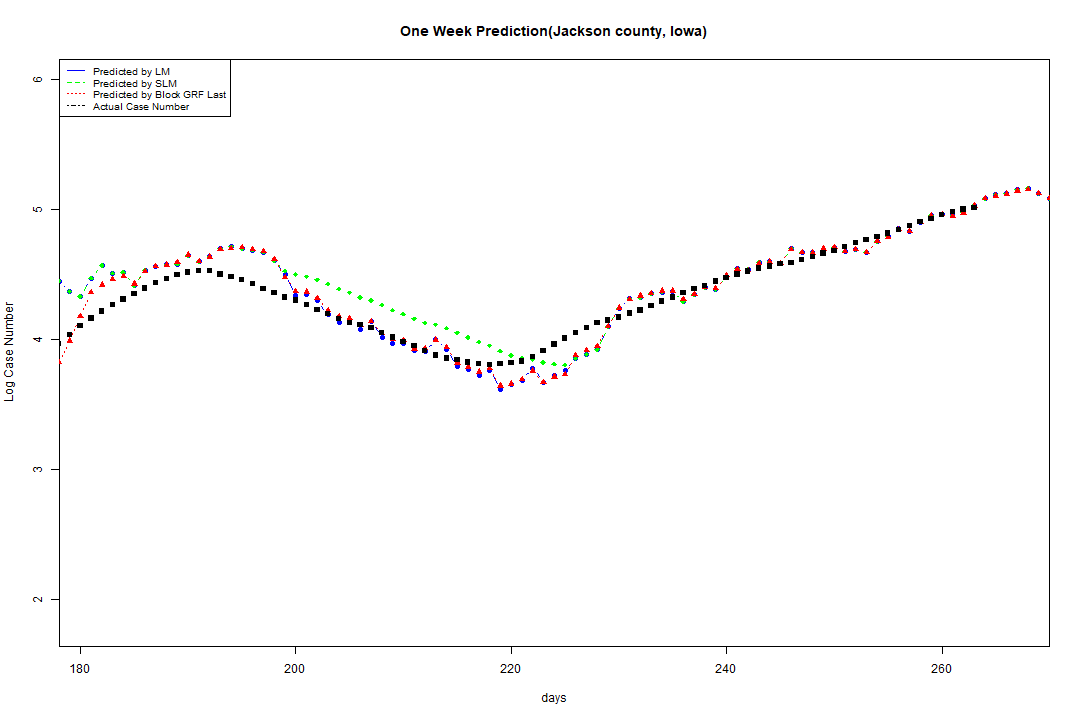 One Week Prediction(Jackson county, Iowa)
Predicted by LM
Predicted by SLM
Predicted by Block GRF Last
Actual Case Number
6
5
4
3
2
Log Case Number
180 200 220 240 260
days